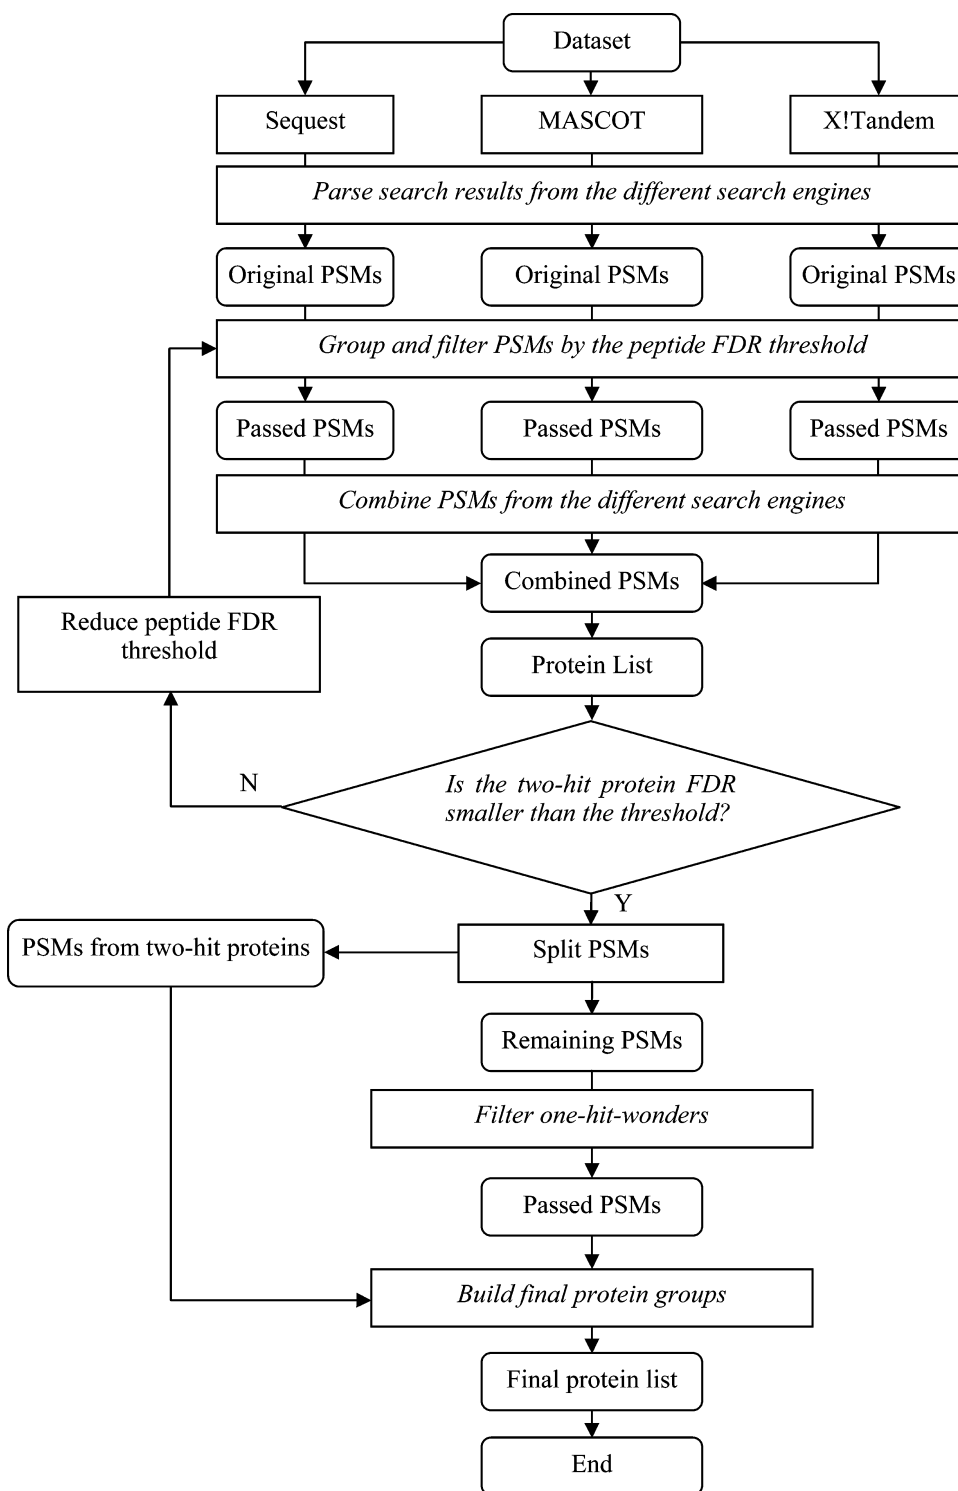 Dataset
Sequest
MASCOT
X!Tandem
Parse search results from the different search engines
Original PSMs
Original PSMs
Original PSMs
Group and filter PSMs by the peptide FDR threshold
Passed PSMs
Passed PSMs
Passed PSMs
Combine PSMs from the different search engines
Combined PSMs
Reduce peptide FDR
threshold
Protein List
Is the two-hit protein FDR
smaller than the threshold?
N
Y
PSMs from two-hit proteins
Split PSMs
Remaining PSMs
Filter one-hit-wonders
Passed PSMs
Build final protein groups
Final protein list
End